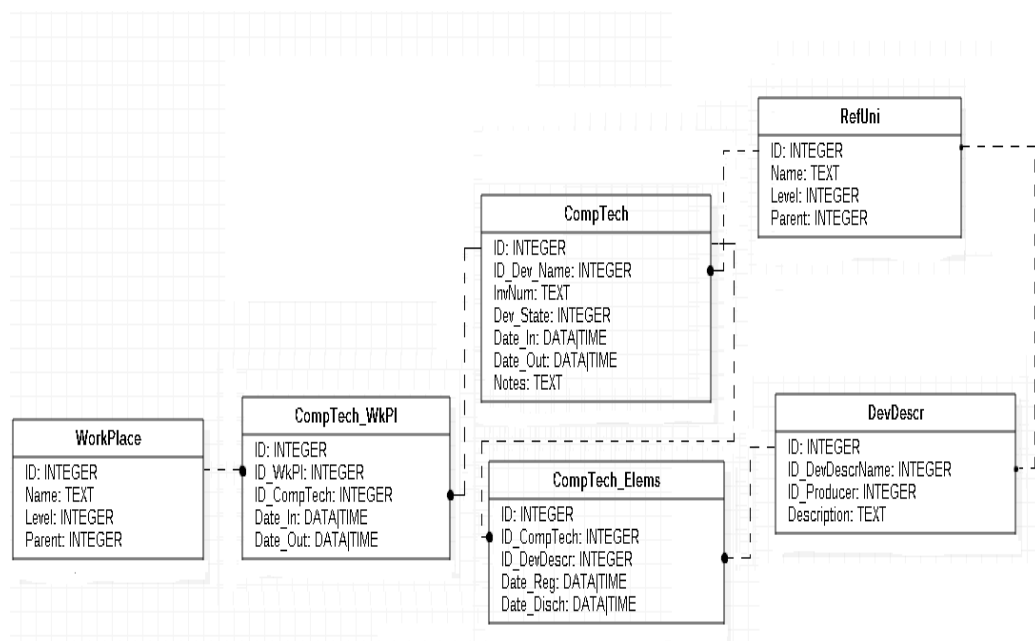 RefUni
ID: INTEGER
Name: TEXT
Level: INTEGER
Parent: INTEGER
CompTech
ID: INTEGER
ID_Dev_Name: INTEGER
InvNum: TEXT
Dev_State: INTEGER
Date_In: DATA|TIME
Date_Out: DATA|TIME
Notes: TEXT
WorkPlace
ID: INTEGER
Name: TEXT
Level: INTEGER
Parent: INTEGER
CompTech_WkPl
ID: INTEGER
ID_WkPl: INTEGER
ID_CompTech: INTEGER
Date_In: DATA|TIME
Date_Out: DATA|TIME
CompTech_Elems
ID: INTEGER
ID_CompTech: INTEGER
ID_DevDescr: INTEGER
Date_Reg: DATA|TIME
Date_Disch: DATA|TIME
DevDescr
ID: INTEGER
ID_DevDescrName: INTEGER
ID_Producer: INTEGER
Description: TEXT